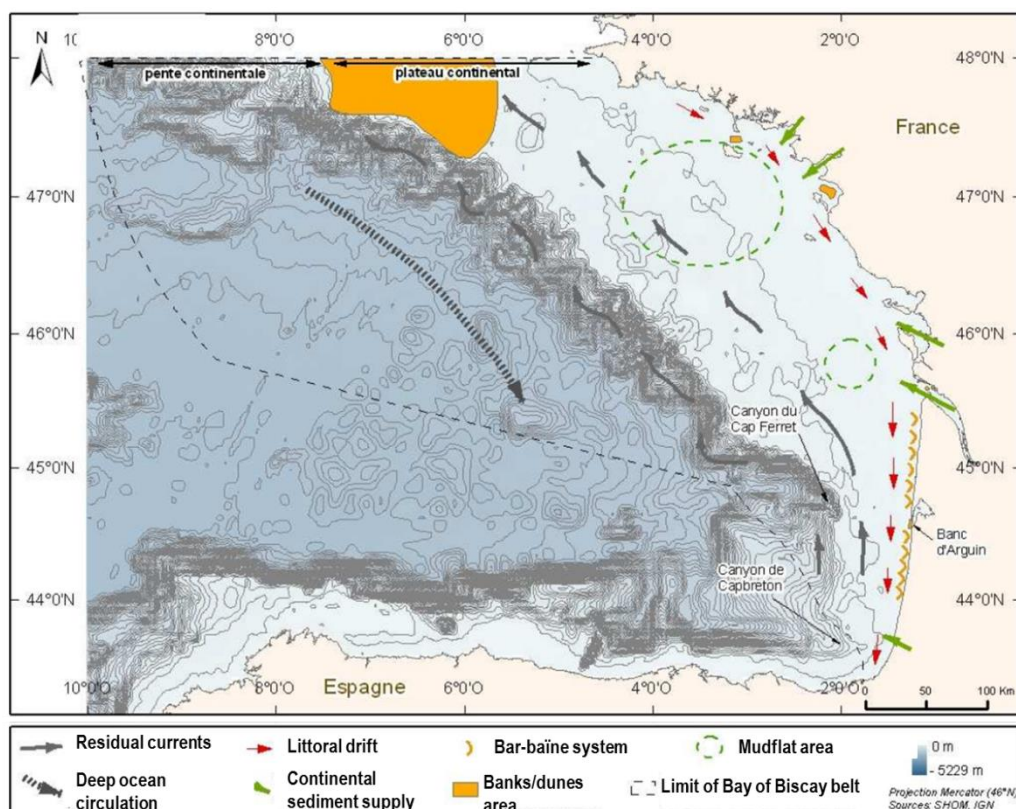 N
10
8°0'O
6°0'O
4°0'O
2°0'O
48°0'N
pente continentale
plateau continental
48°0'N
France
47°0'N
47°0'N
46°0'N
46°0'N
Canyon du
Cap Ferret
45°0'N
45°0'N
Banc
d'Arguin
Canyon de
Capbreton
44°0'N
44°0'N
Espagne
10°0'O
8°0'O
6°0'O
4°0'O
2°0'O
0
50
100 Km
Residual currents
Littoral drift
Bar-baïne system
Mudflat area
Deep ocean
circulation
Continental
sediment supply
Banks/dunes
area
Limit of Bay of Biscay belt
0 m
- 5229 m
Projection Mercator (46°N)
Sources: SHOM, IGN